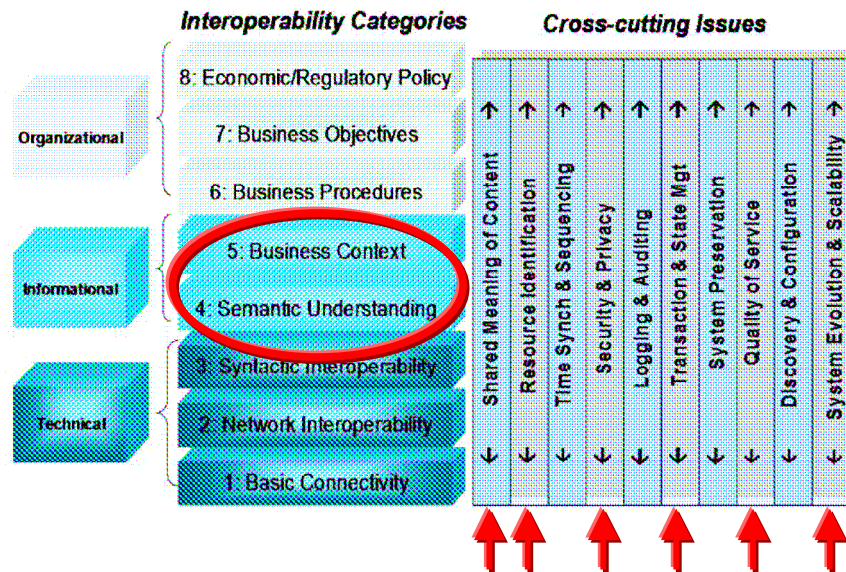 Interoperability Categories
Cross-cutting Issues
Organizational
8: Economic/Regulatory Policy
7: Business Objectives
6: Business Procedures
Informational
5: Business Context
4: Semantic Understanding
Technical
3: Syntactic Interoperability
2: Network Interoperability
1: Basic Connectivity
Shared Meaning of Content
Resource Identification
Time Synch & Sequencing
Security & Privacy
Logging & Auditing
Transaction & State Mgt
System Preservation
Quality of Service
Discovery & Configuration
System Evolution & Scalability